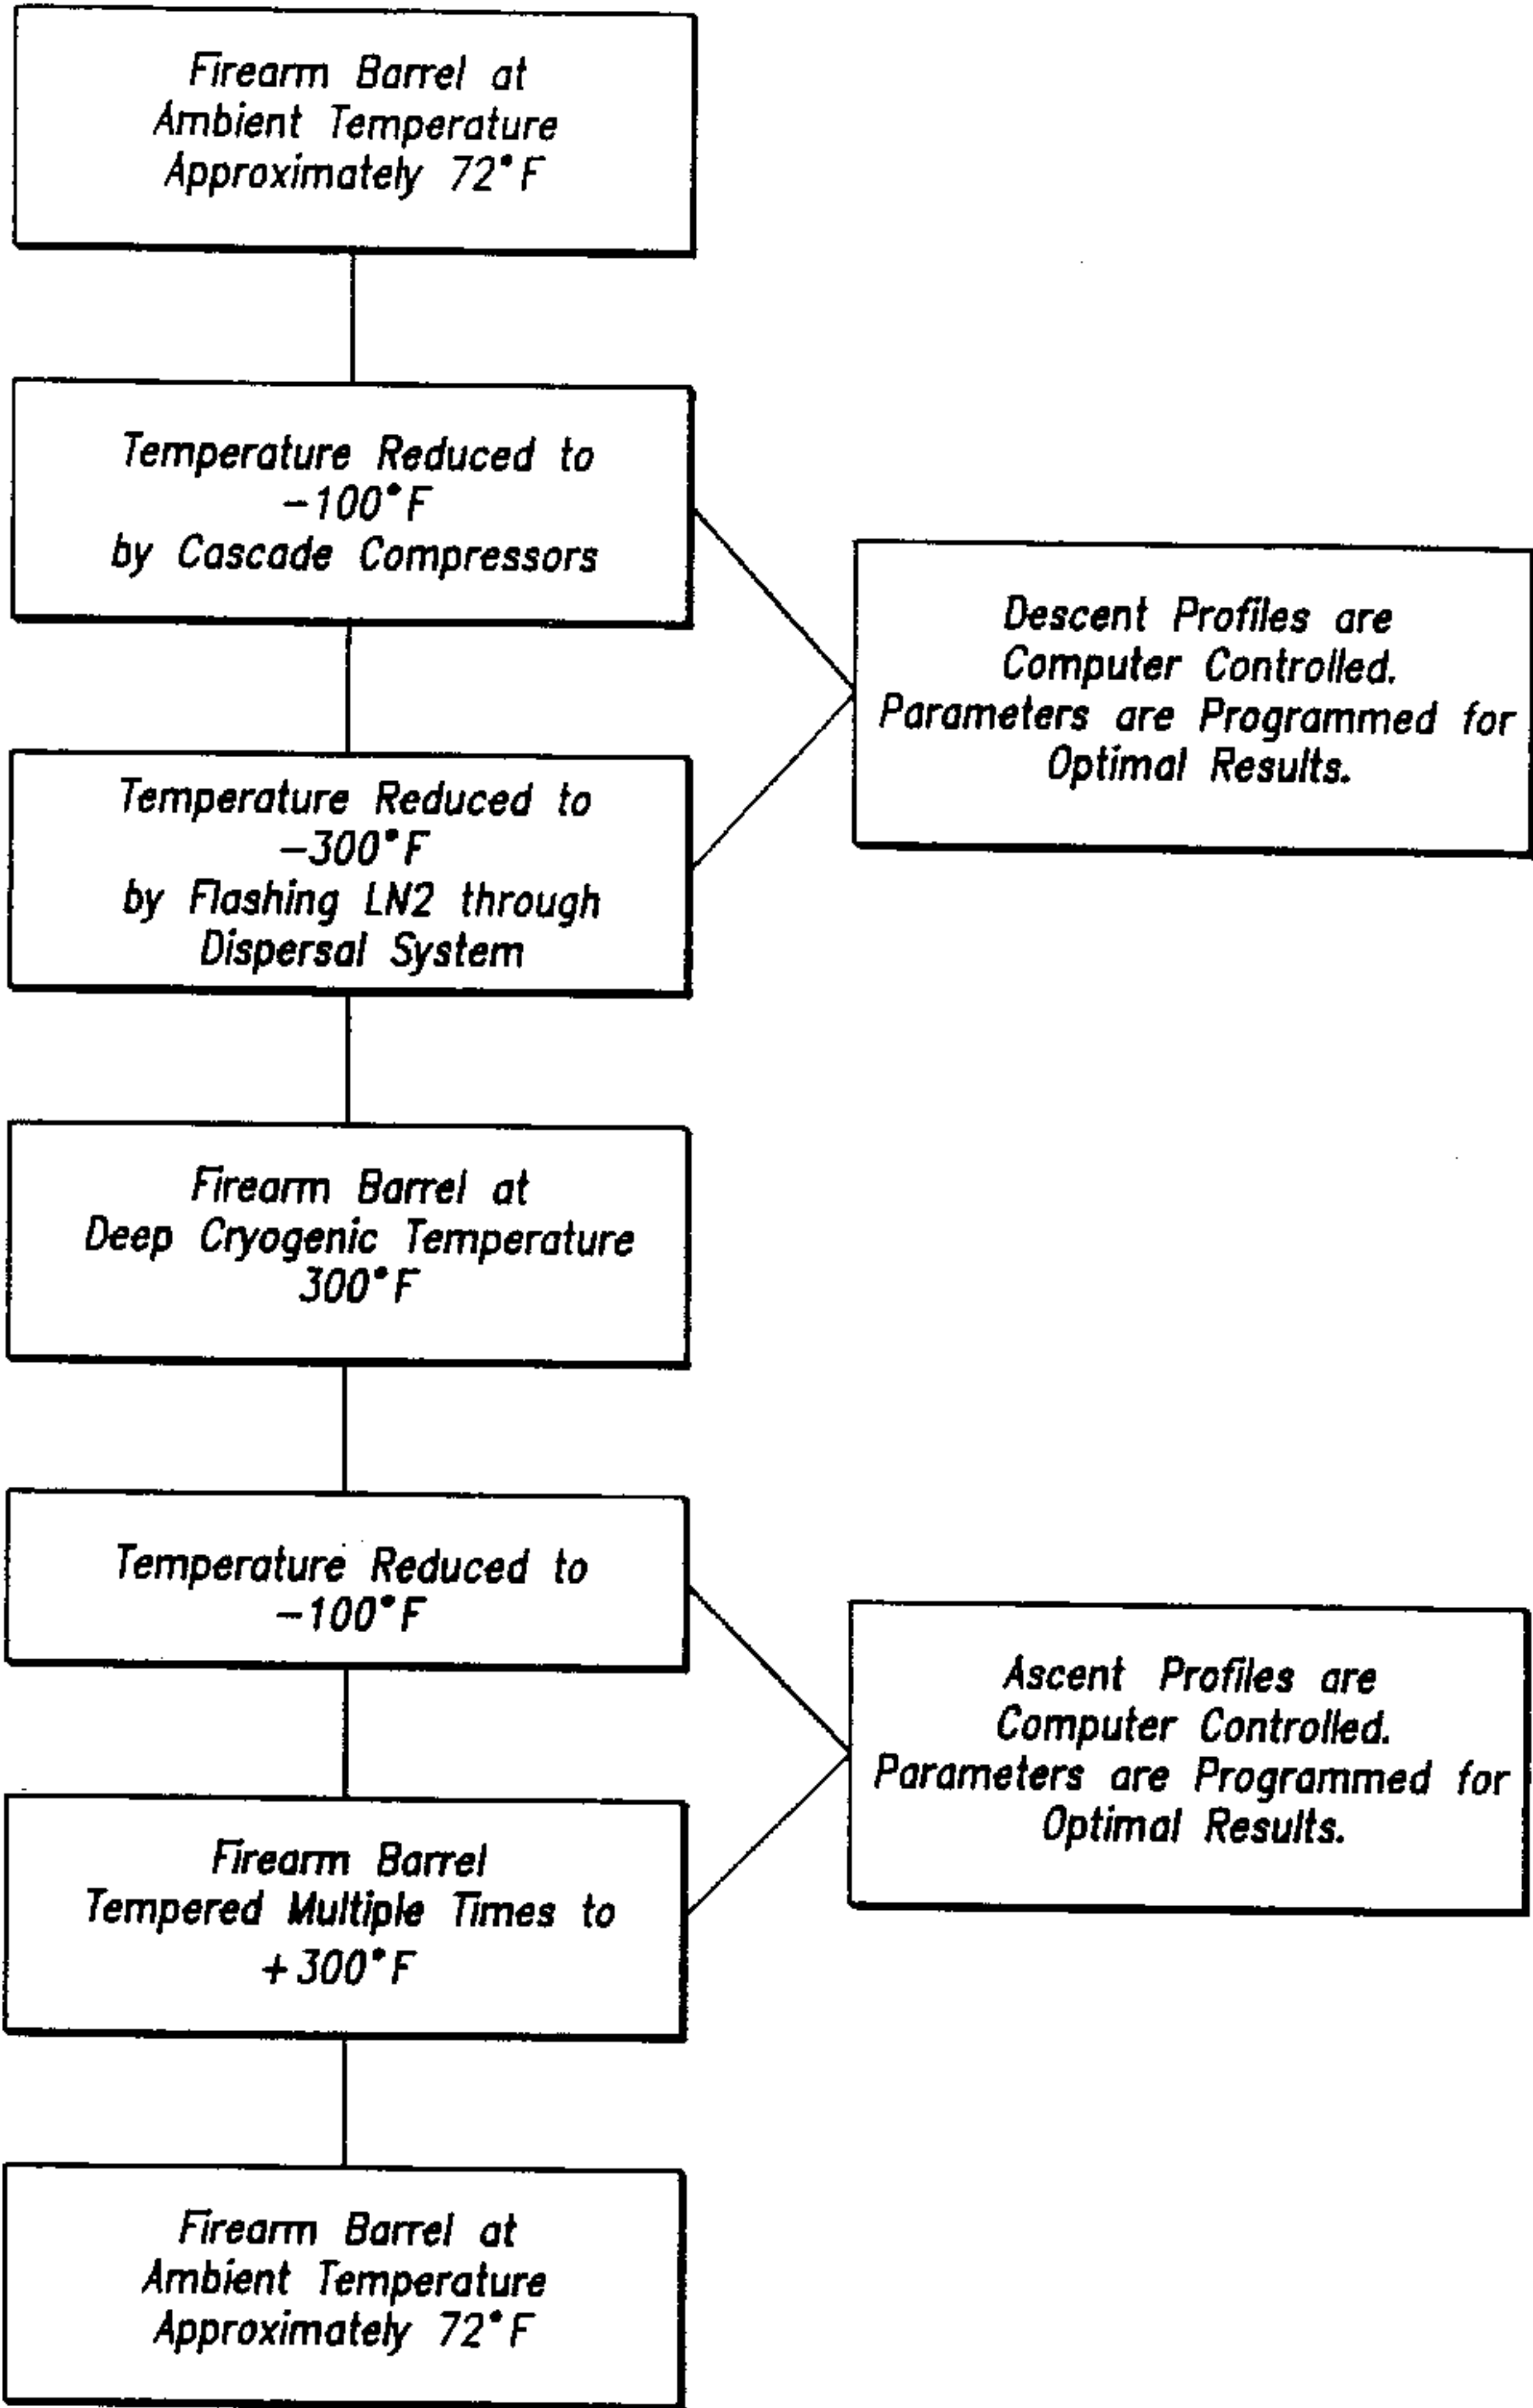 Firearm Barrel at
Ambient Temperature
Approximately 72°F
Temperature Reduced to
-100°F
by Cascade Compressors
Descent Profiles are
Computer Controlled.
Parameters are Programmed for
Optimal Results.
Temperature Reduced to
-300°F
by Flashing LN2 through
Dispersal System
Firearm Barrel at
Deep Cryogenic Temperature
300°F
Temperature Reduced to
-100°F
Ascent Profiles are
Computer Controlled.
Parameters are Programmed for
Optimal Results.
Firearm Barrel
Tempered Multiple Times to
+300°F
Firearm Barrel at
Ambient Temperature
Approximately 72°F